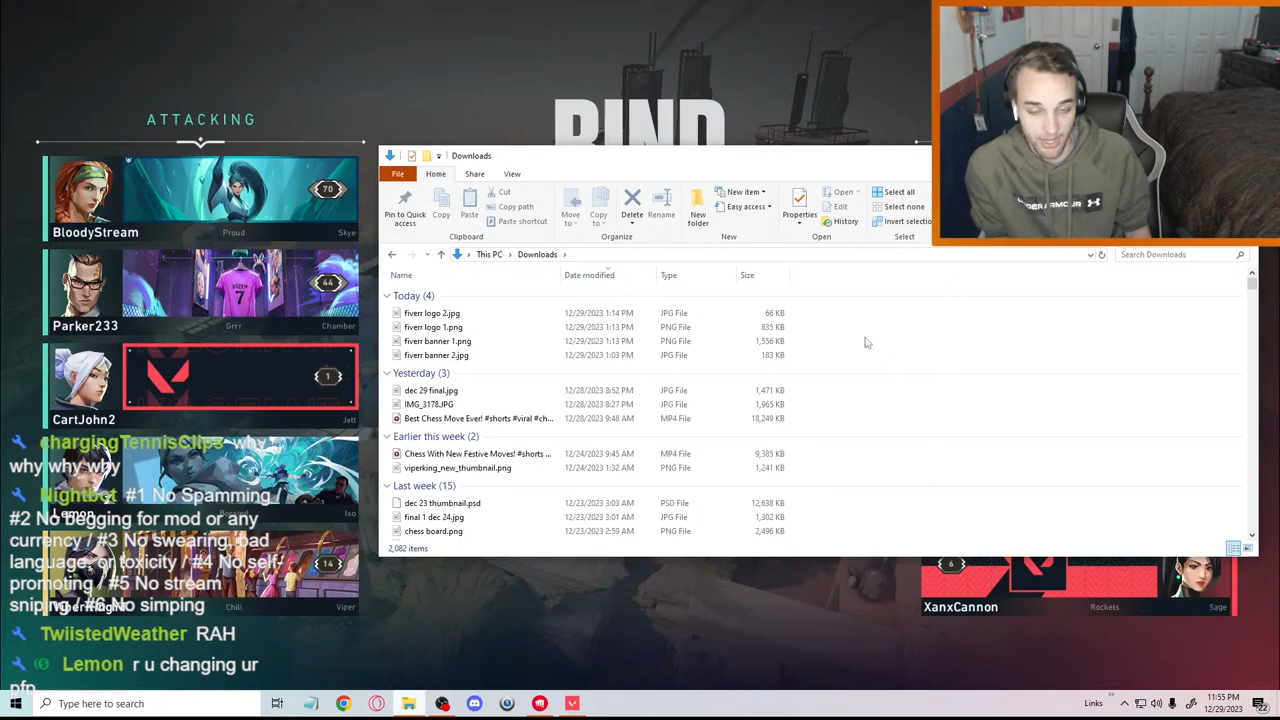 ATTACKING
BIND
70
BloodyStream
Proud
Skye
44
Parker233
Grrr
Chamber
1
CartJohn2
Jett
Lemon
Iso
14
Chill
Viper
chargingTennisClips why
why why why
Nightbot #1 No Spamming /
#2 No begging for mod or any
currency / #3 No swearing, bad
language, or toxicity / #4 No self-
promoting / #5 No stream
sniping / #6 No simping
TwiistedWeather RAH
Lemon r u changing ur
pfp
Downloads
File Home Share View
Pin to Quick
access
Copy
Paste
Cut
Copy path
Paste shortcut
Clipboard
Move
to
Copy
to
Delete
Rename
Organize
New
folder
New item
Easy access
New
Properties
Open
Edit
History
Open
Select all
Select none
Invert selectio
Select
UNDER ARMOUR
This PC > Downloads >
Search Downloads
Name Date modified Type Size
Today (4)
fiverr logo 2.jpg 12/29/2023 1:14 PM JPG File 66 KB
fiverr logo 1.png 12/29/2023 1:13 PM PNG File 835 KB
fiverr banner 1.png 12/29/2023 1:13 PM PNG File 1,556 KB
fiverr banner 2.jpg 12/29/2023 1:03 PM JPG File 183 KB
Yesterday (3)
dec 29 final.jpg 12/28/2023 8:52 PM JPG File 1,471 KB
IMG_3178.JPG 12/28/2023 8:27 PM JPG File 1,965 KB
Best Chess Move Ever! #shorts #viral #ch... 12/28/2023 9:48 AM MP4 File 18,249 KB
Earlier this week (2)
Chess With New Festive Moves! #shorts ... 12/24/2023 9:45 AM MP4 File 9,385 KB
viperking_new_thumbnail.png 12/24/2023 1:32 AM PNG File 1,241 KB
Last week (15)
dec 23 thumbnail.psd 12/23/2023 3:03 AM PSD File 12,638 KB
final 1 dec 24.jpg 12/23/2023 3:01 AM JPG File 1,302 KB
chess board.png 12/23/2023 2:59 AM PNG File 2,496 KB
2,082 items
6
XanxCannon
Rockets
Sage
Type here to search
Links
11:55 PM
12/29/2023
22